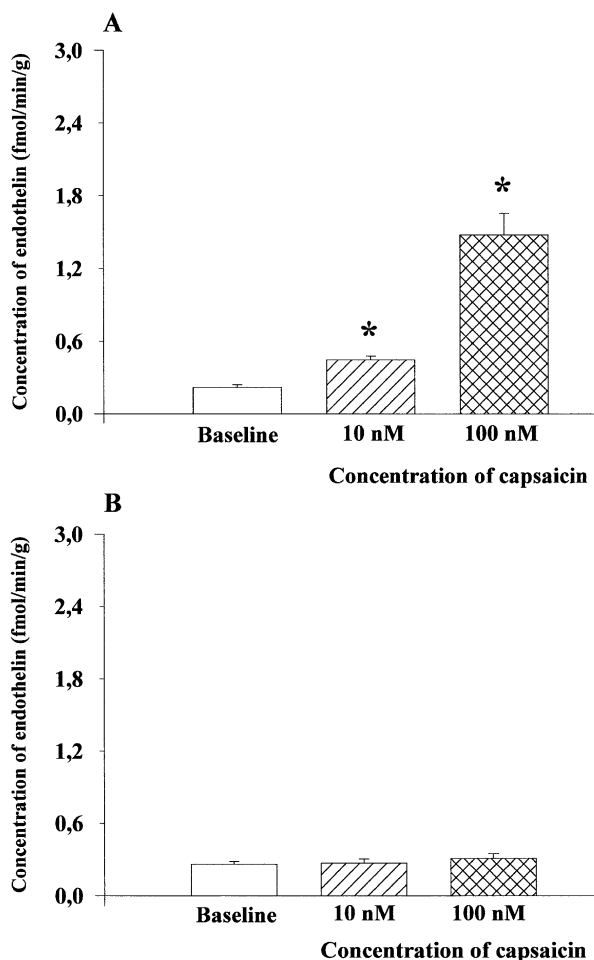 A
Concentration of endothelin (fmol/min/g)
3,0
2,4
1,8
1,2
0,6
0,0
*
*
Baseline
10 nM
100 nM
Concentration of capsaicin
B
Concentration of endothelin (fmol/min/g)
3,0
2,4
1,8
1,2
0,6
0,0
Baseline
10 nM
100 nM
Concentration of capsaicin